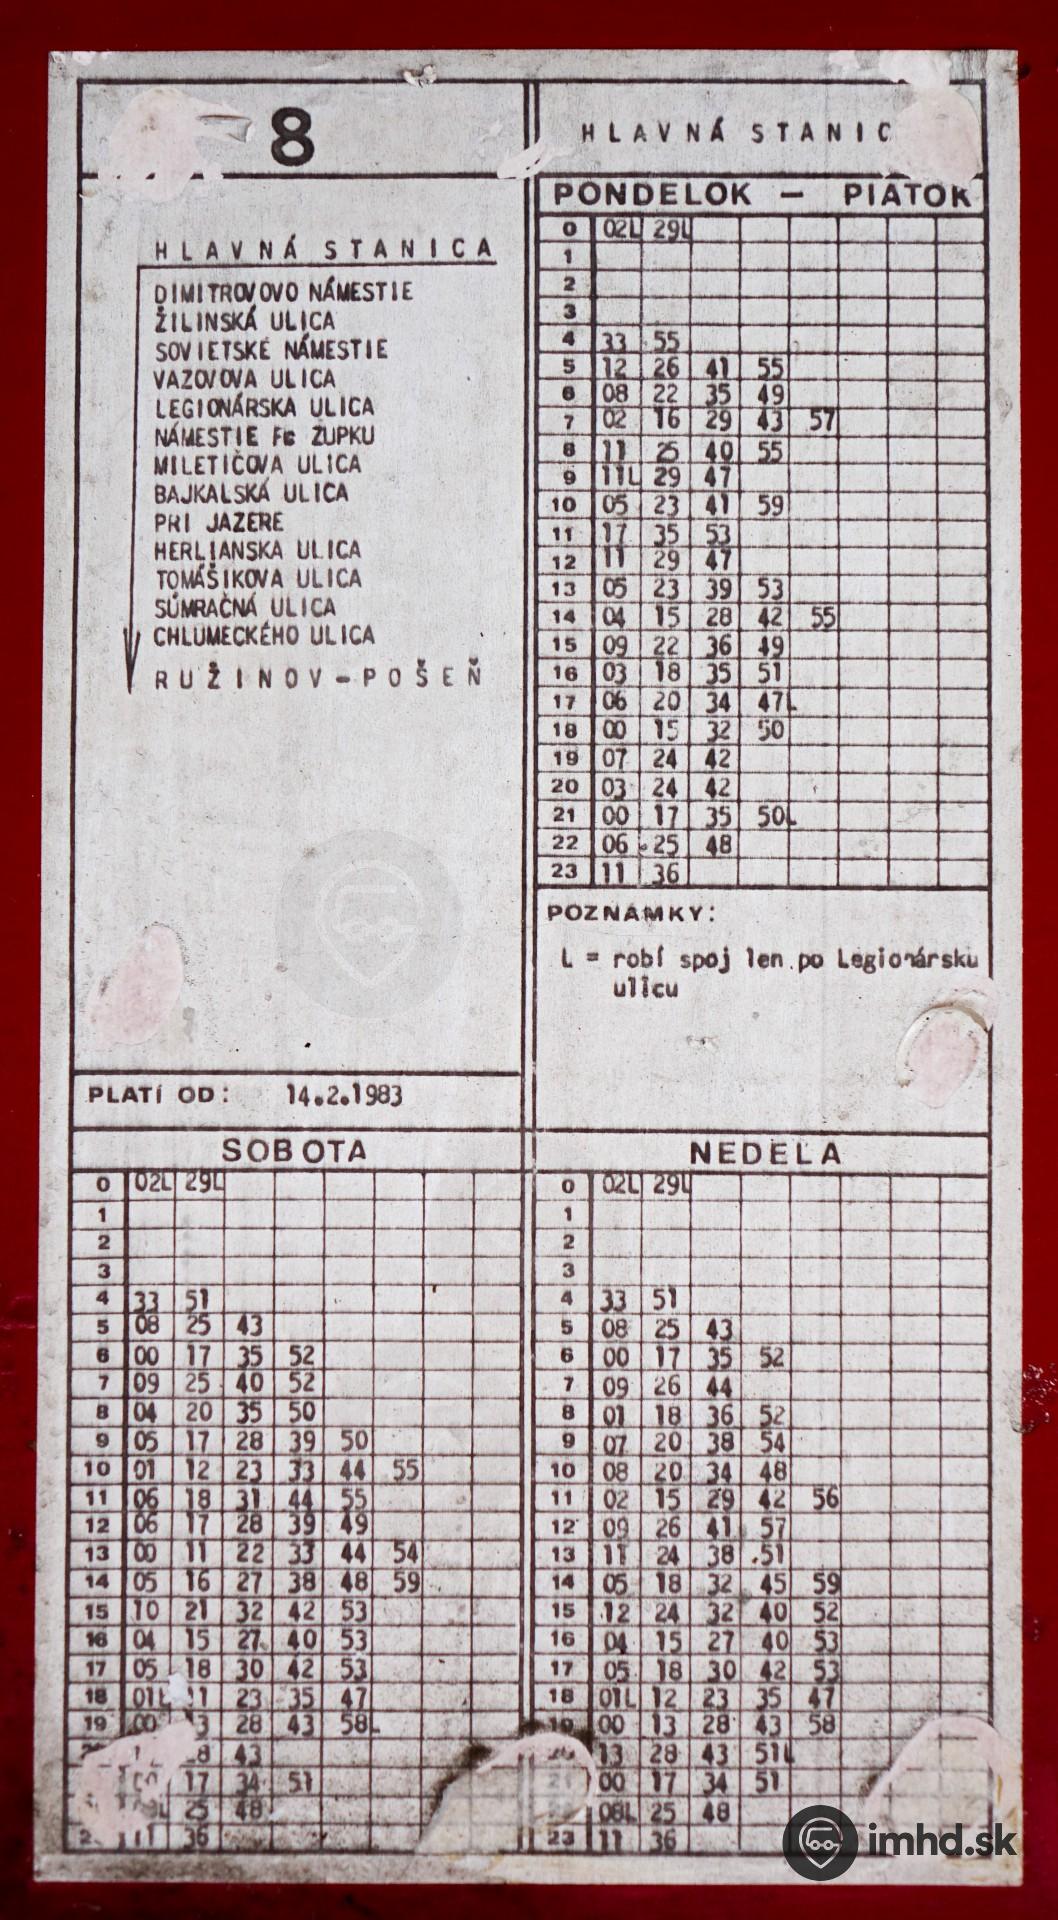 8
HLAVNÁ STANIC
HLAVNÁ STANICA
DIMITROVOVO NÁMESTIE
ŽILINSKÁ ULICA
SOVIETSKÉ NÁMESTIE
VAZOVOVA ULICA
LEGIONÁRSKA ULICA
NÁMESTIE Fr ZUPKU
MILETIČOVA ULICA
BAJKALSKÁ ULICA
PRI JAZERE
HERLIANSKA ULICA
TOMÁŠIKOVA ULICA
SÚMRAČNÁ ULICA
CHLUMECKÉHO ULICA
RUŽINOV-POŠEŇ
PLATÍ OD: 14.2.1983
PONDELOK - PIATOK
0 02L 29L
1
2
3
4 33 55
5 12 26 41 55
6 08 22 35 49
7 02 16 29 43 57
8 11 25 40 55
9 11L 29 47
10 05 23 41 59
11 17 35 53
12 11 29 47
13 05 23 39 53
14 04 15 28 42 55
15 09 22 36 49
16 03 18 35 51
17 06 20 34 47L
18 00 15 32 50
19 07 24 42
20 03 24 42
21 00 17 35 50L
22 06 25 48
23 11 36
POZNÁMKY:
L = robí spoj len po Legionársku
ulicu
SOBOTA
0 02L 29L
1
2
3
4 33 51
5 08 25 43
6 00 17 35 52
7 09 25 40 52
8 04 20 35 50
9 05 17 28 39 50
10 01 12 23 33 44 55
11 06 18 31 44 55
12 06 17 28 39 49
13 00 11 22 33 44 54
14 05 16 27 38 48 59
15 10 21 32 42 53
16 04 15 27 40 53
17 05 18 30 42 53
18 01L 23 35 47
19 00 28 43 58L
43
17 34 51
25 48
11 36
NEDEĽA
0 02L 29L
1
2
3
4 33 51
5 08 25 43
6 00 17 35 52
7 09 26 44
8 01 18 36 52
9 07 20 38 54
10 08 20 34 48
11 02 15 29 42 56
12 09 26 41 57
13 11 24 38 51
14 05 18 32 45 59
15 12 24 32 40 52
16 04 15 27 40 53
17 05 18 30 42 53
18 01L 12 23 35 47
19 00 13 28 43 58
20 13 28 43 51L
21 00 17 34 51
08L 25 48
23 11 36
imhd.sk